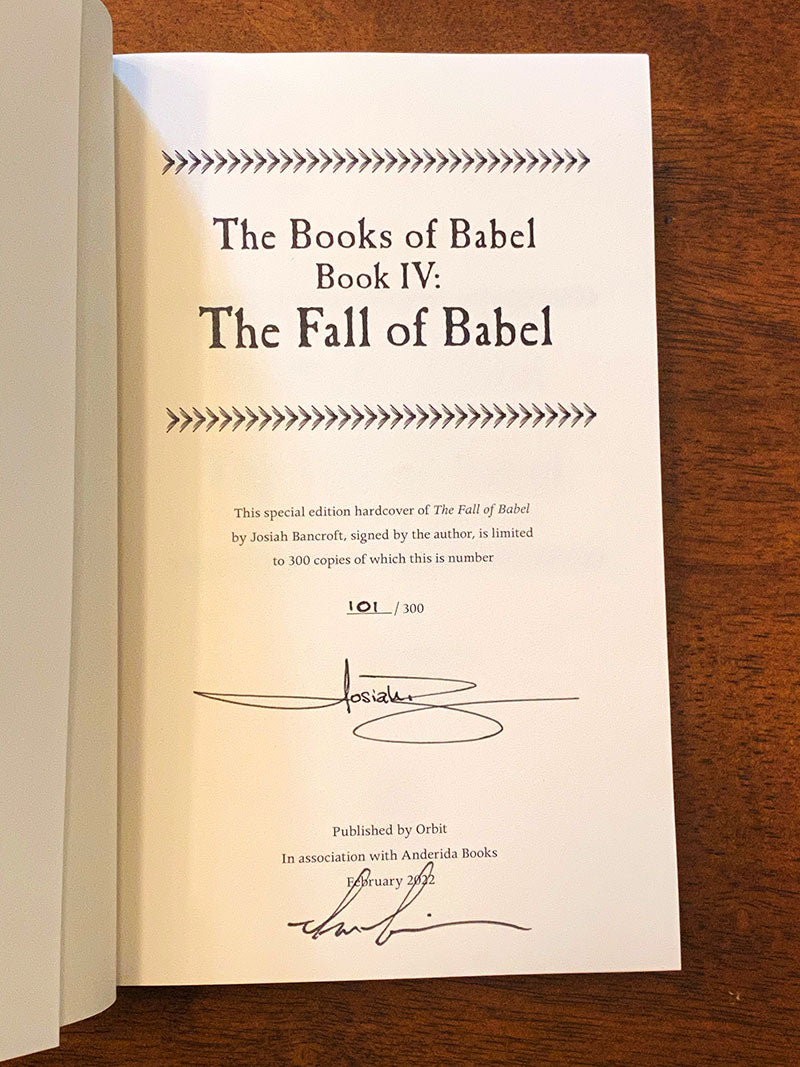 The Books of Babel
Book IV:
The Fall of Babel
This special edition hardcover of The Fall of Babel
by Josiah Bancroft, signed by the author, is limited
to 300 copies of which this is number
101 / 300
Josiah
Published by Orbit
In association with Anderida Books
February 2022